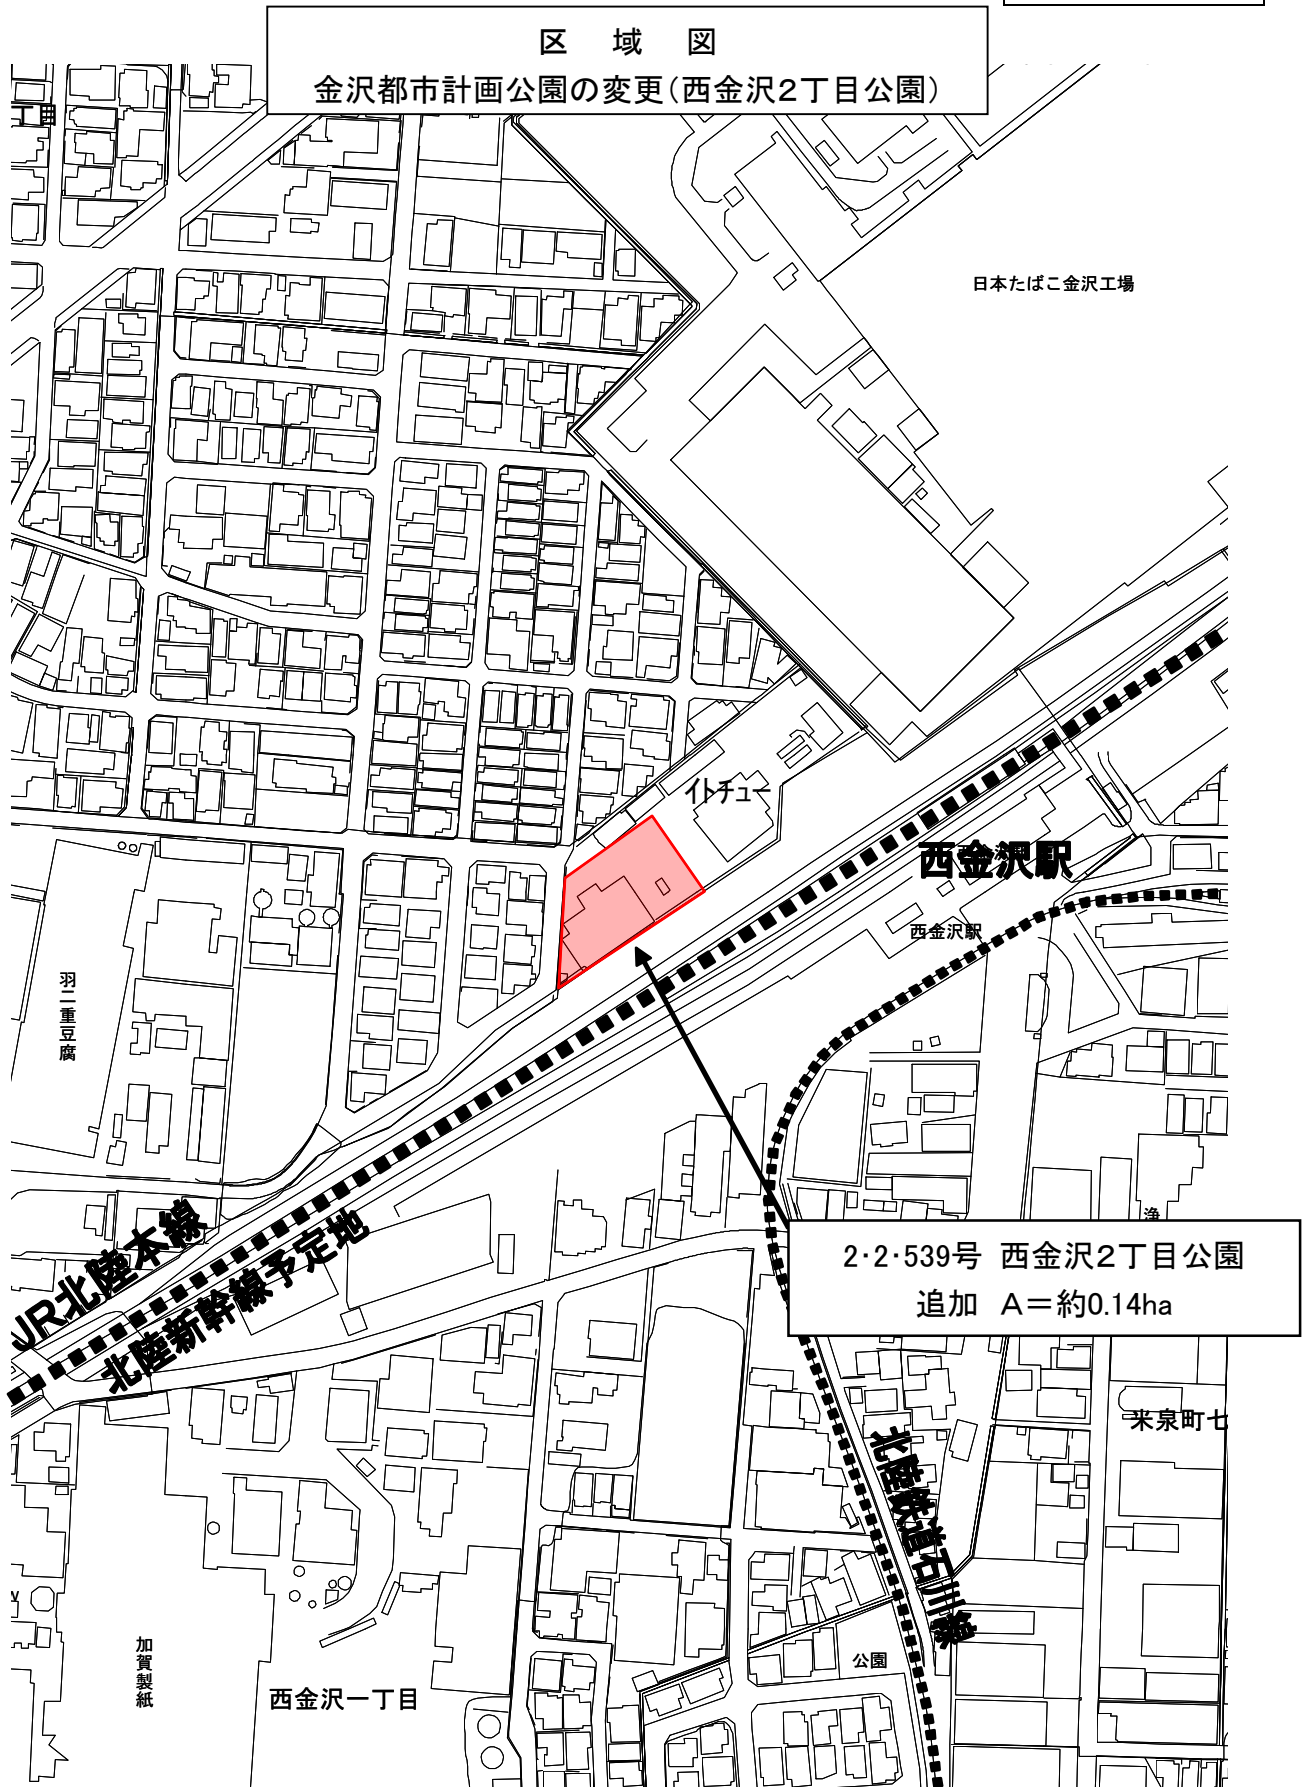 区 域 図
金沢都市計画公園の変更(西金沢2丁目公園)
日本たばこ金沢工場
イトチュー
西金沢駅
西金沢駅
羽二重豆腐
JR北陸本線
北陸新幹線予定地
浄
2・2・539号 西金沢2丁目公園
追加 A=約0.14ha
米泉町七
北陸鉄道石川線
公園
加賀製紙
西金沢一丁目